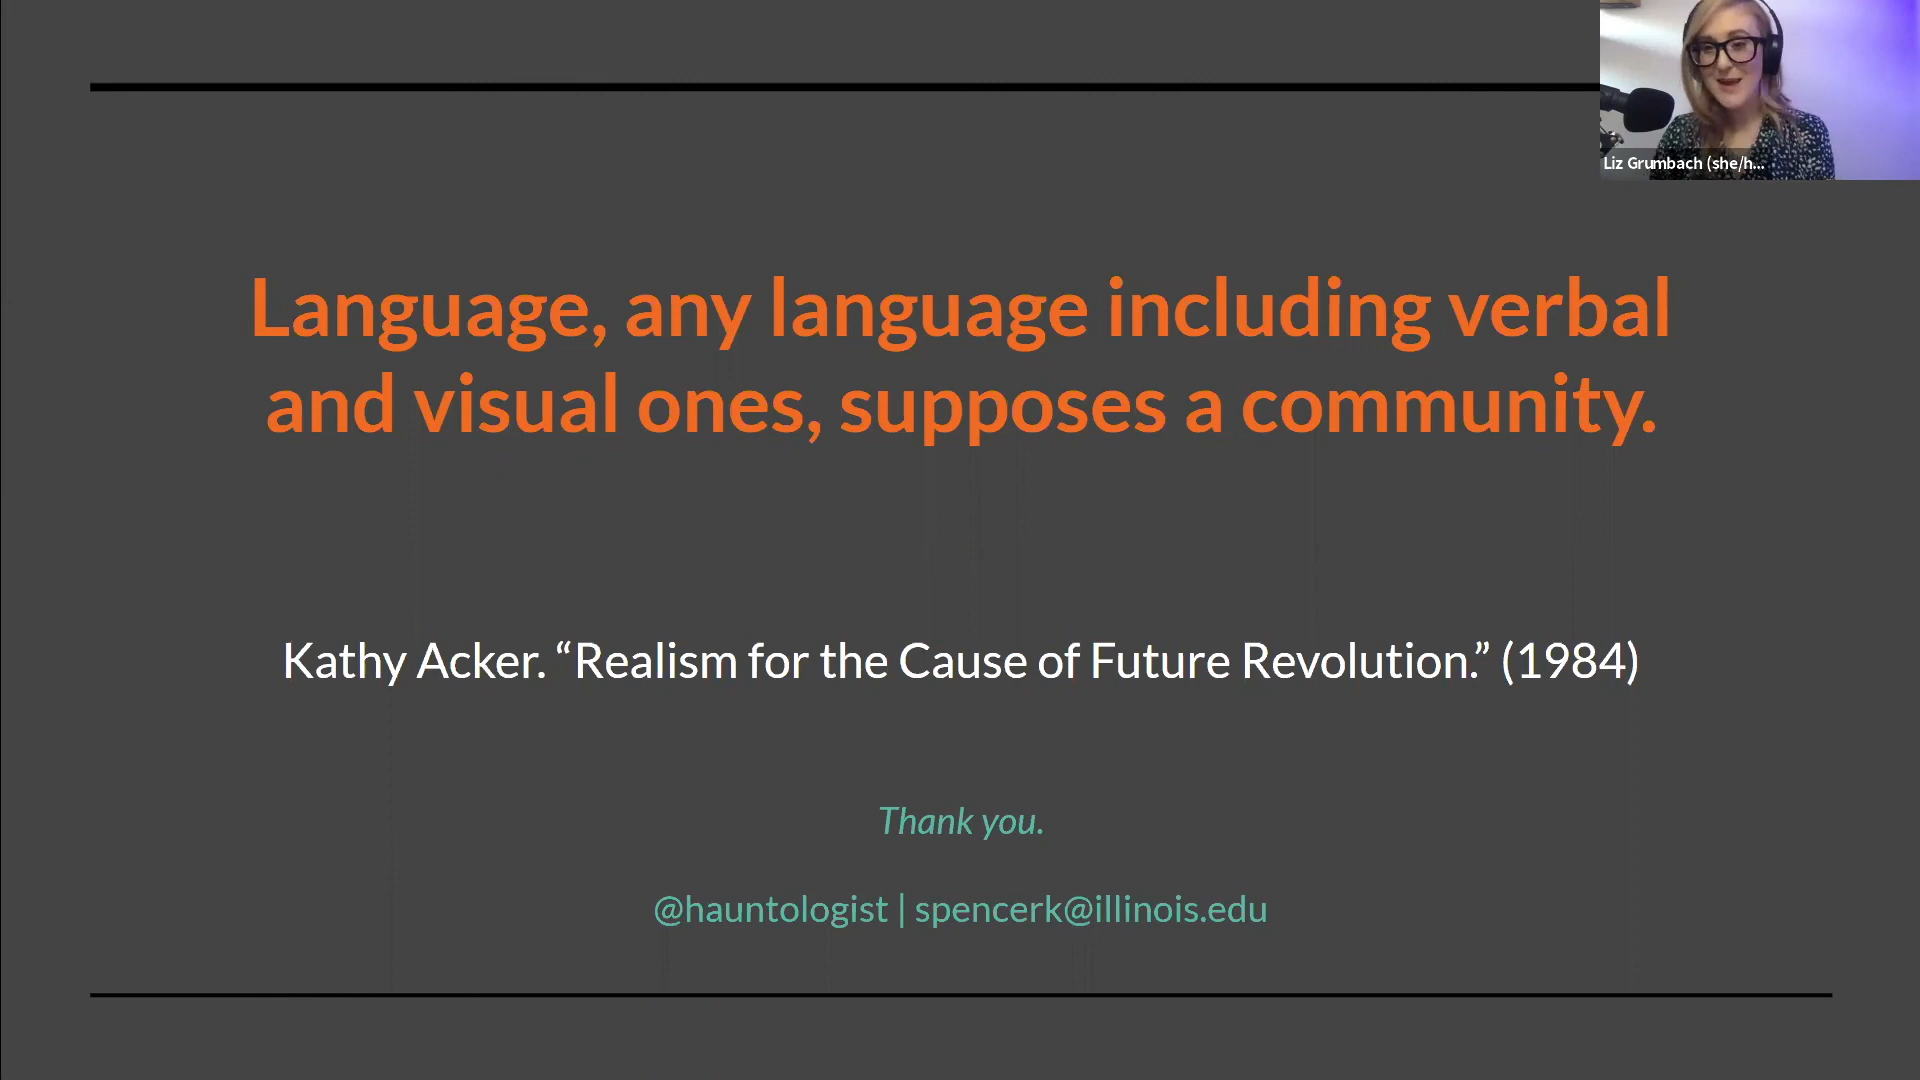 Liz Grumbach (she/h...
Language, any language including verbal
and visual ones, supposes a community.
Kathy Acker. “Realism for the Cause of Future Revolution.” (1984)
Thank you.
@hauntologist | spencerk@illinois.edu